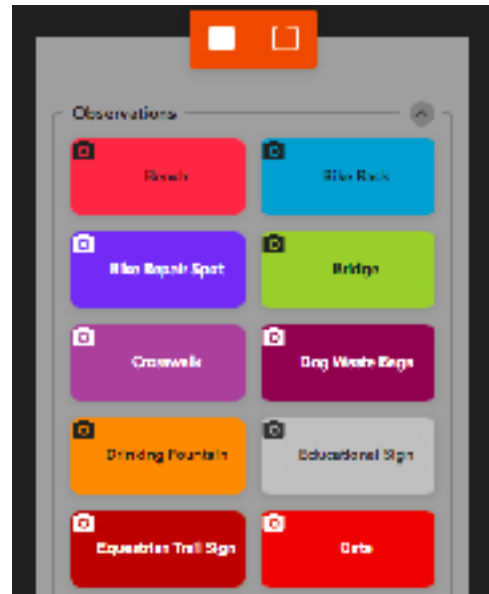 Observations
Bench
Bike Rack
Bike Repair Spot
Bridge
Crosswalk
Dog Waste Bags
Drinking Fountain
Educational Sign
Equestrian Trail Sign
Gate